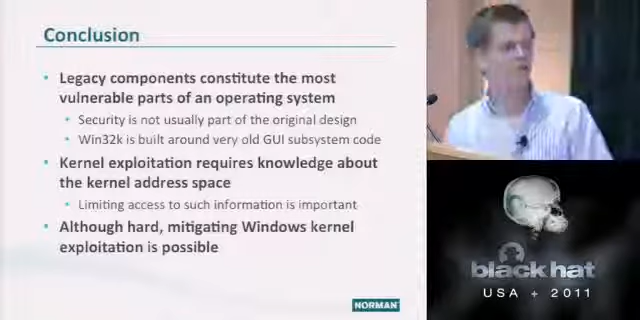 Conclusion
• Legacy components constitute the most
vulnerable parts of an operating system
• Security is not usually part of the original design
• Win32k is built around very old GUI subsystem code
• Kernel exploitation requires knowledge about
the kernel address space
• Limiting access to such information is important
• Although hard, mitigating Windows kernel
exploitation is possible
NORMAN
black hat
USA + 2011